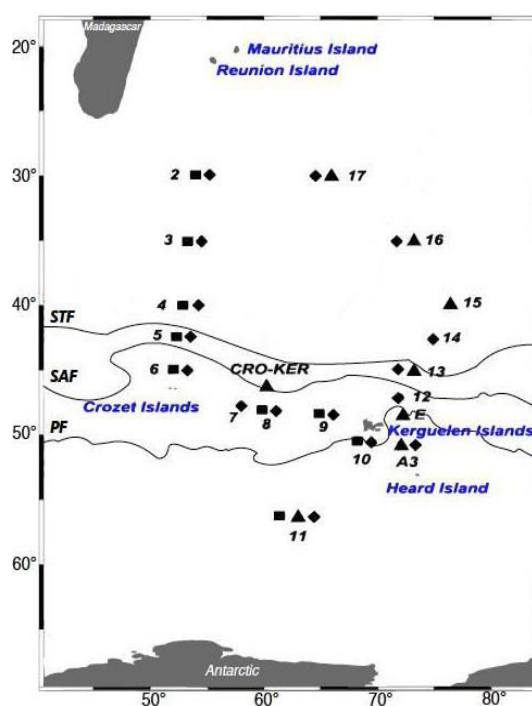 Madagascar
20°
Mauritius Island
Reunion Island
30°
2
17
3
16
40°
4
15
STF
5
14
SAF
6
CRO-KER
13
Crozet Islands
7
8
9
12
E
PF
50°
10
Kerguelen Islands
A3
Heard Island
11
60°
Antarctic
50°
60°
70°
80°